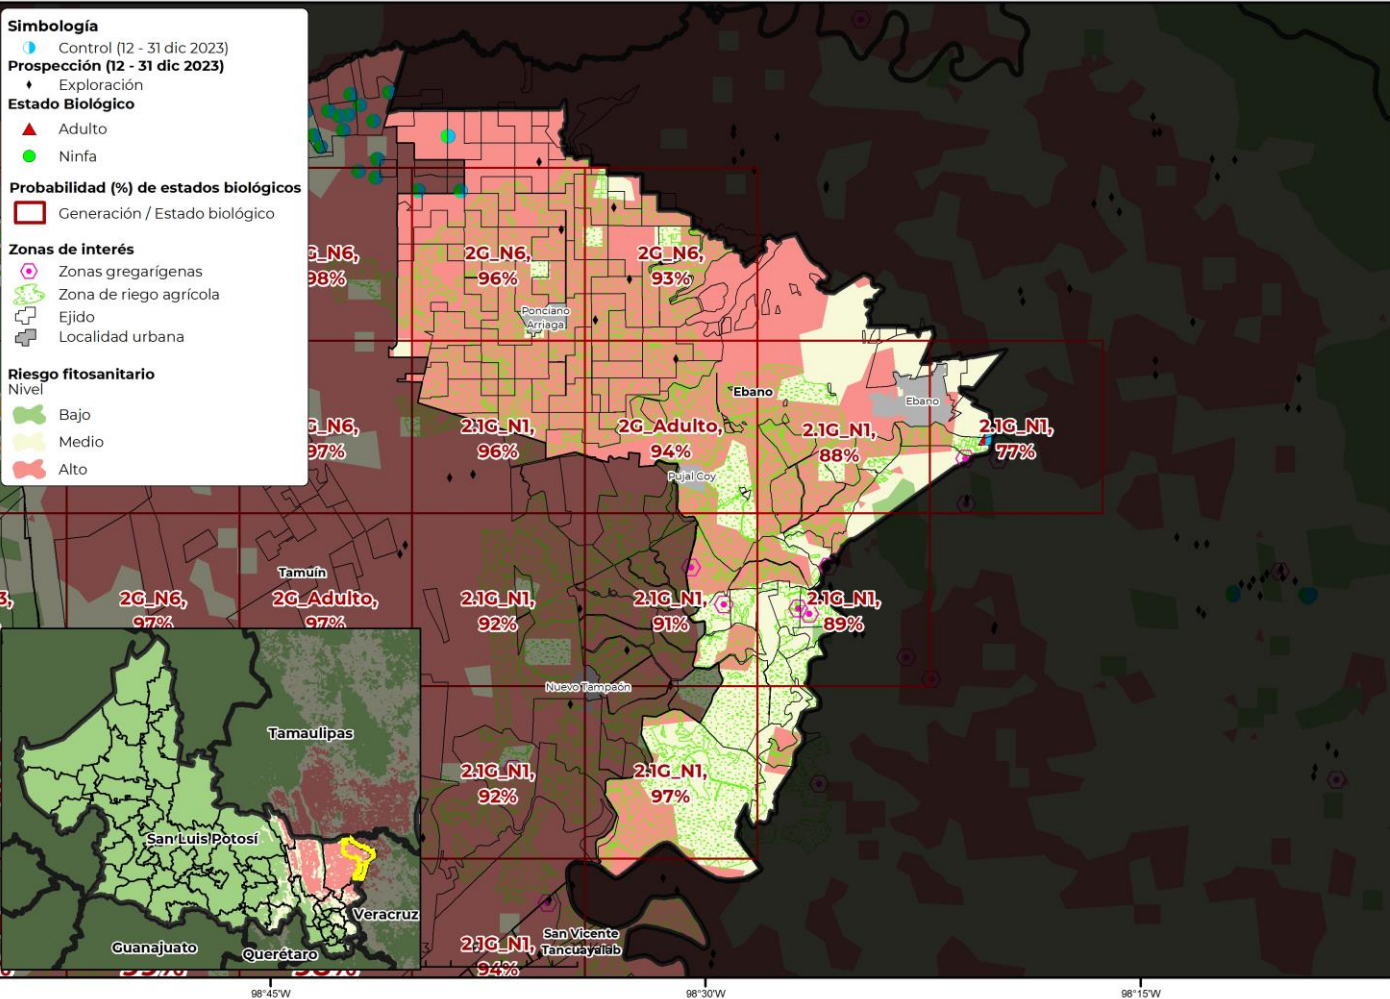 Simbología
Control (12 - 31 dic 2023)
Prospección (12 - 31 dic 2023)
Exploración
Estado Biológico
Adulto
Ninfa
Probabilidad (%) de estados biológicos
Generación / Estado biológico
Zonas de interés
Zonas gregarígenas
Zona de riego agrícola
Ejido
Localidad urbana
Riesgo fitosanitario
Nivel
Bajo
Medio
Alto
G_N6,
98%
2G_N6,
96%
2G_N6,
93%
Ponciano
Arriaga
Ebano
Ebano
G_N6,
97%
2.1G_N1,
96%
2G_Adulto,
94%
2.1G_N1,
88%
2.1G_N1,
77%
Pujal Coy
Tamuín
3,
2G_N6,
97%
2G_Adulto,
97%
2.1G_N1,
92%
2.1G_N1,
91%
2.1G_N1,
89%
Nuevo Tampaón
2.1G_N1,
92%
2.1G_N1,
97%
Tamaulipas
San Luis Potosí
Veracruz
Guanajuato
Querétaro
2.1G_N1,
94%
San Vicente
Tancuayalab
98°45'W
98°30'W
98°15'W